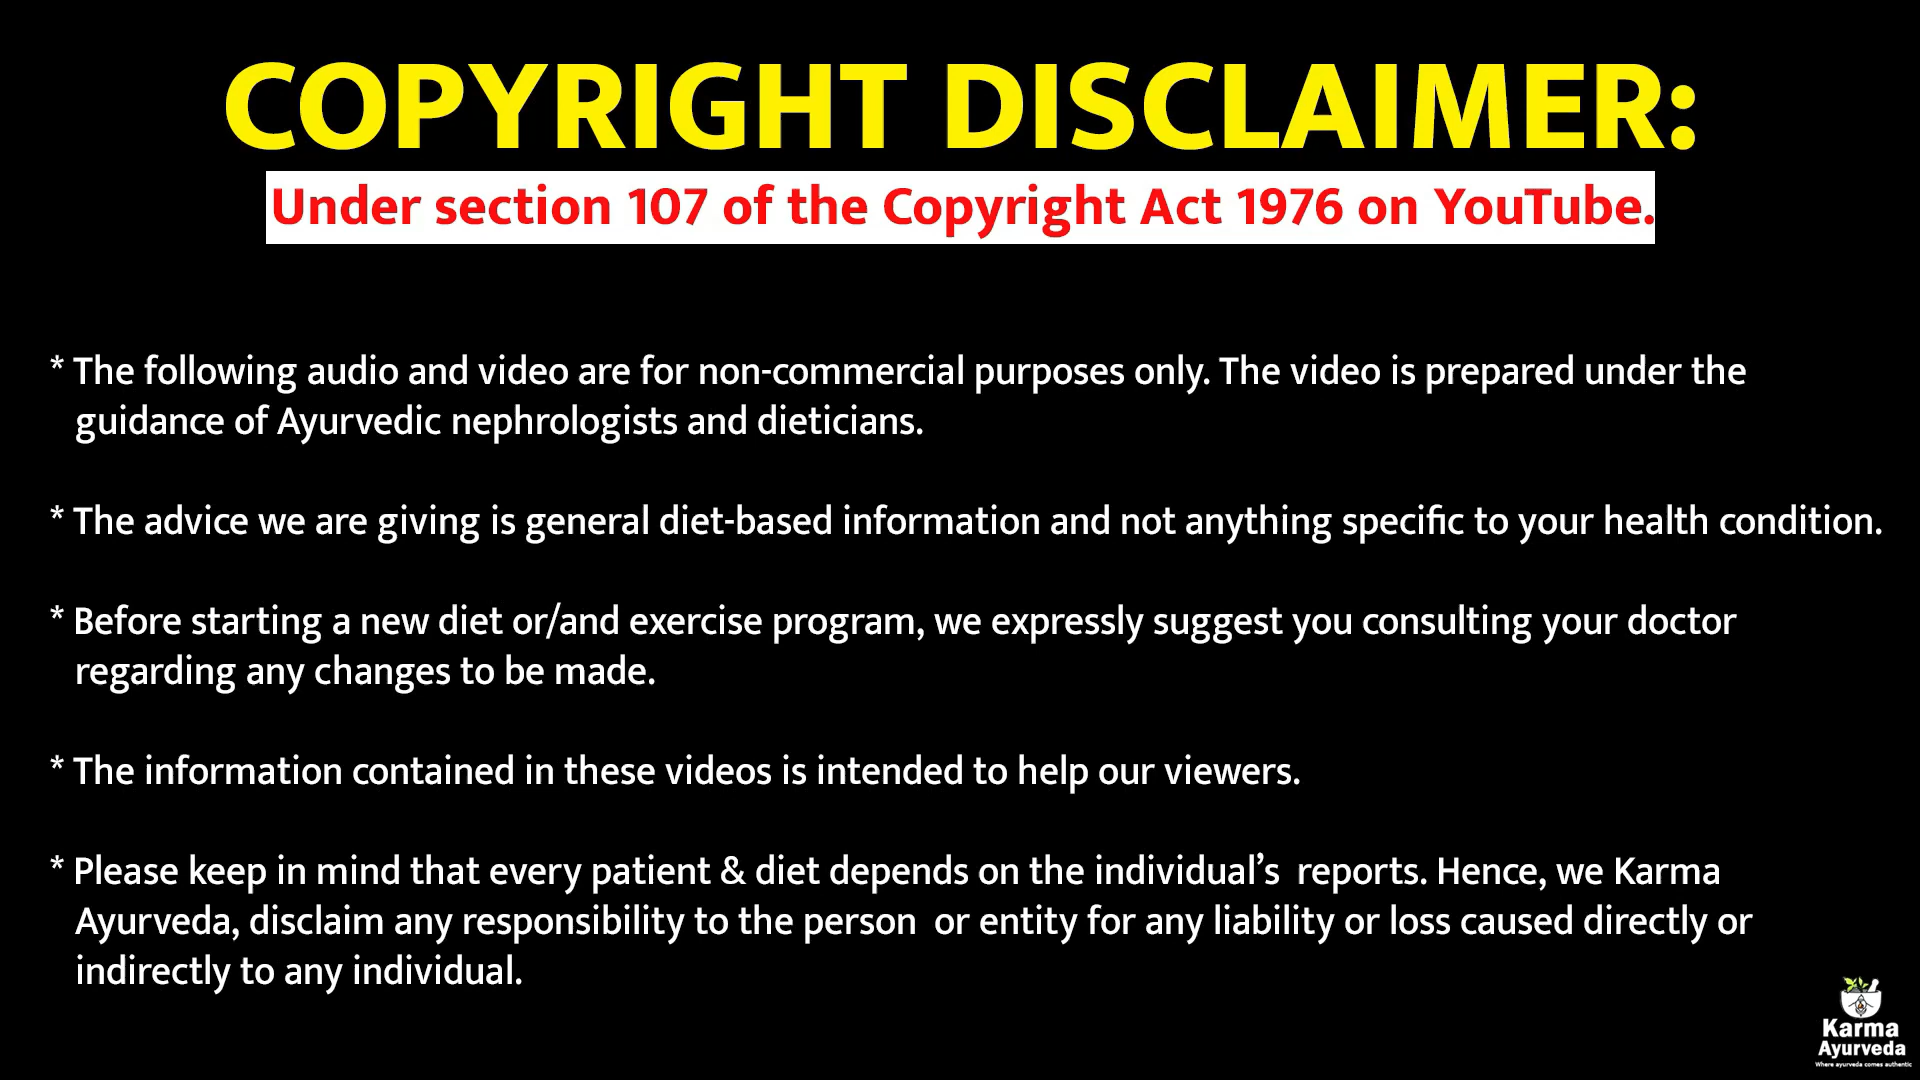 COPYRIGHT DISCLAIMER:
Under section 107 of the Copyright Act 1976 on YouTube.
* The following audio and video are for non-commercial purposes only. The video is prepared under the
guidance of Ayurvedic nephrologists and dieticians.
* The advice we are giving is general diet-based information and not anything specific to your health condition.
* Before starting a new diet or/and exercise program, we expressly suggest you consulting your doctor
regarding any changes to be made.
* The information contained in these videos is intended to help our viewers.
* Please keep in mind that every patient & diet depends on the individual’s reports. Hence, we Karma
Ayurveda, disclaim any responsibility to the person or entity for any liability or loss caused directly or
indirectly to any individual.
Karma
Ayurveda
Where ayurveda comes authentic